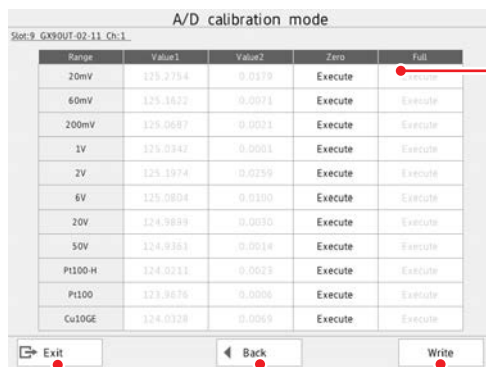 A/D calibration mode
Slot:9 GX90UT-02-11 Ch:1
Range Value1 Value2 Zero Full
20mV 125.2754 0.0179 Execute Execute
60mV 125.1622 0.0071 Execute Execute
200mV 125.0687 0.0021 Execute Execute
1V 125.0342 0.0003 Execute Execute
2V 125.1974 0.0259 Execute Execute
6V 125.0804 0.0100 Execute Execute
20V 124.9899 0.0030 Execute Execute
50V 124.9363 0.0014 Execute Execute
Pt100-H 124.0211 0.0023 Execute Execute
Pt100 123.9676 0.0006 Execute Execute
Cu10GE 124.0328 0.0069 Execute Execute
Exit Back Write